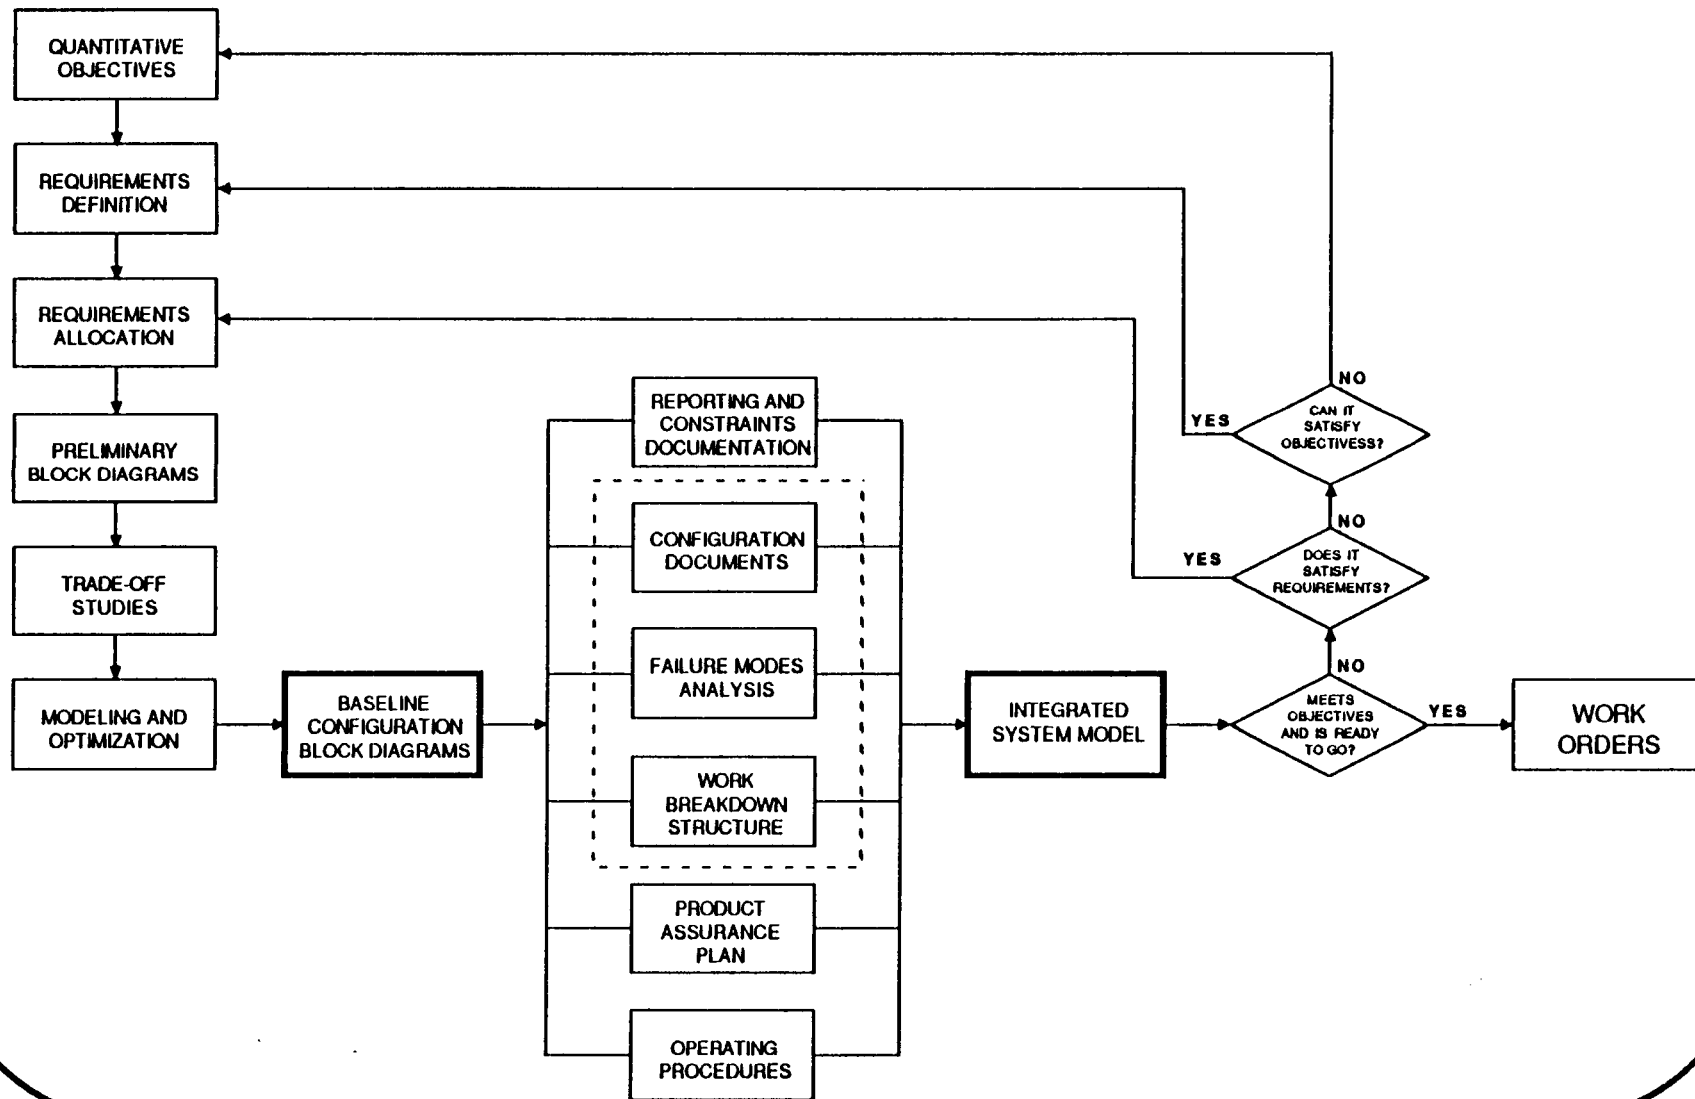 QUANTITATIVE
OBJECTIVES
REQUIREMENTS
DEFINITION
REQUIREMENTS
ALLOCATION
PRELIMINARY
BLOCK DIAGRAMS
TRADE-OFF
STUDIES
MODELING AND
OPTIMIZATION
BASELINE
CONFIGURATION
BLOCK DIAGRAMS
REPORTING AND
CONSTRAINTS
DOCUMENTATION
CONFIGURATION
DOCUMENTS
FAILURE MODES
ANALYSIS
WORK
BREAKDOWN
STRUCTURE
PRODUCT
ASSURANCE
PLAN
OPERATING
PROCEDURES
INTEGRATED
SYSTEM MODEL
NO
CAN IT
SATISFY
OBJECTIVESS?
YES
NO
DOES IT
SATISFY
REQUIREMENTS?
YES
NO
MEETS
OBJECTIVES
AND IS READY
TO GO?
YES
WORK
ORDERS